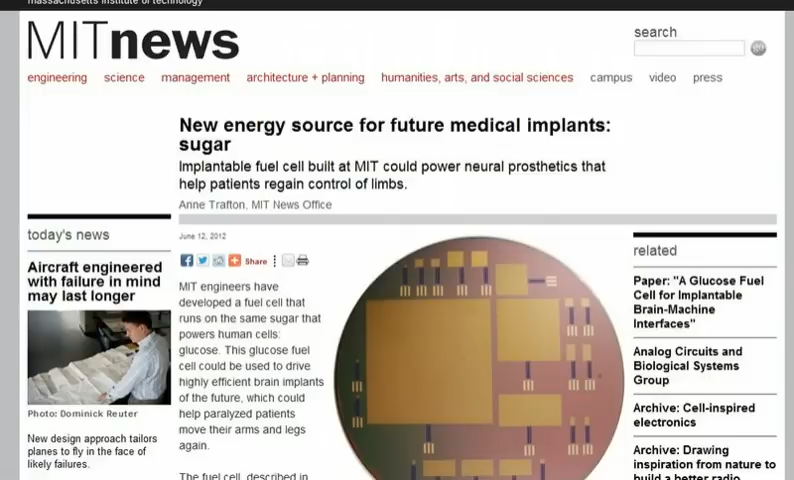 massachusetts institute of technology
MITnews
search
go
engineering science management architecture + planning humanities, arts, and social sciences campus video press
New energy source for future medical implants:
sugar
Implantable fuel cell built at MIT could power neural prosthetics that
help patients regain control of limbs.
Anne Trafton, MIT News Office
today's news
Aircraft engineered
with failure in mind
may last longer
Photo: Dominick Reuter
New design approach tailors
planes to fly in the face of
likely failures.
June 12, 2012
Share
MIT engineers have
developed a fuel cell that
runs on the same sugar that
powers human cells:
glucose. This glucose fuel
cell could be used to drive
highly efficient brain implants
of the future, which could
help paralyzed patients
move their arms and legs
again.
The fuel cell, described in
related
Paper: "A Glucose Fuel
Cell for Implantable
Brain-Machine
Interfaces"
Analog Circuits and
Biological Systems
Group
Archive: Cell-inspired
electronics
Archive: Drawing
inspiration from nature to
build a better radio